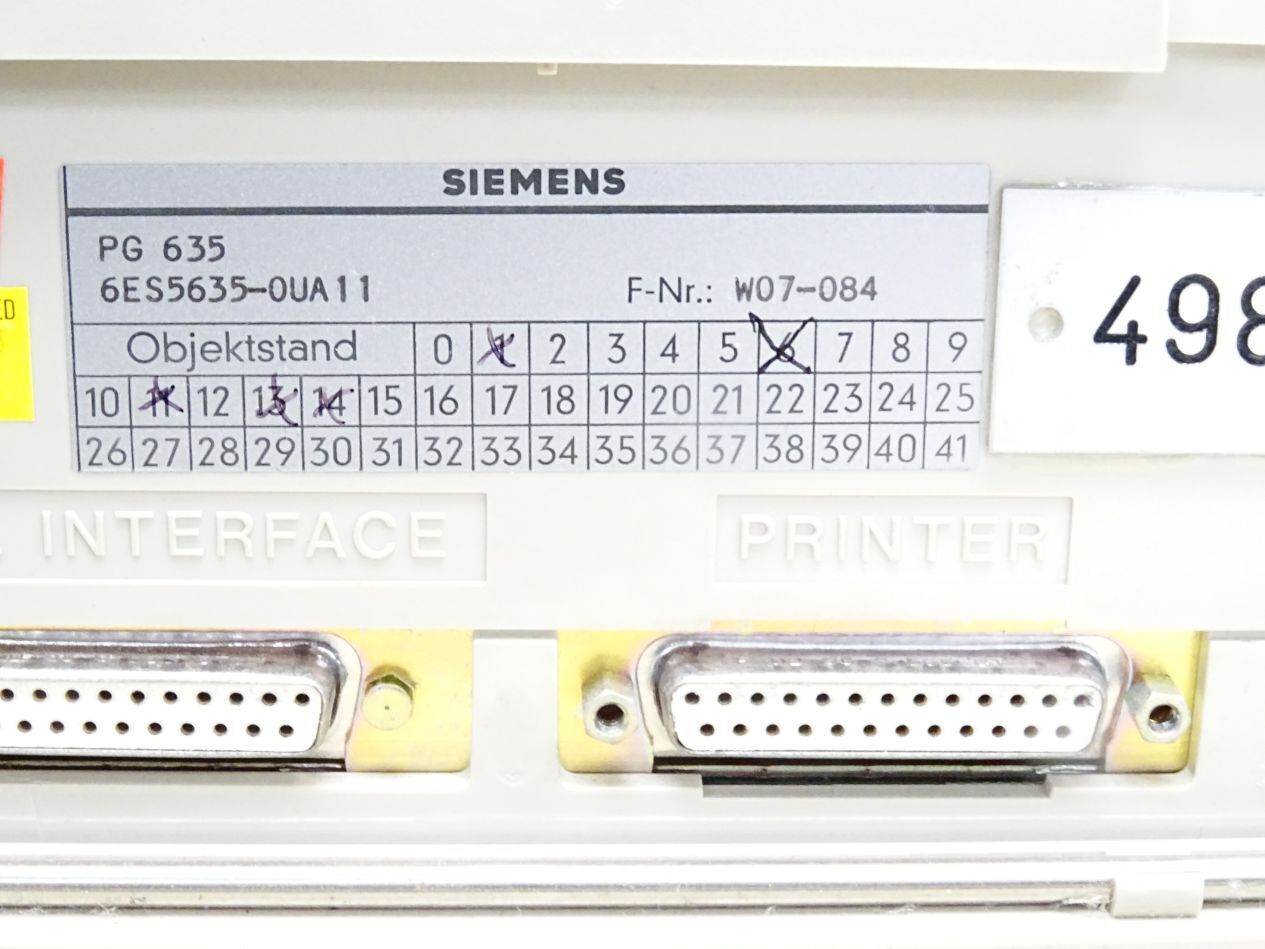 SIEMENS
PG 635
6ES5635-0UA11 F-Nr.: W07-084
Objektstand 0 1 2 3 4 5 6 7 8 9
10 11 12 13 14 15 16 17 18 19 20 21 22 23 24 25
26 27 28 29 30 31 32 33 34 35 36 37 38 39 40 41
498
INTERFACE
PRINTER